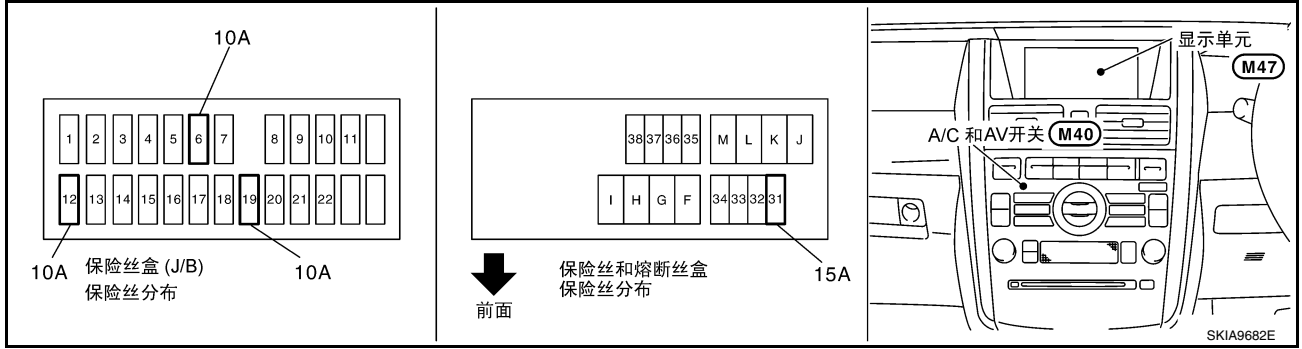 10A
1 2 3 4 5 6 7 8 9 10 11
12 13 14 15 16 17 18 19 20 21 22
10A
10A
保险丝盒 (J/B)
保险丝分布
38 37 36 35 M L K J
I H G F 34 33 32 31
15A
前面
保险丝和熔断丝盒
保险丝分布
显示单元
M47
A/C 和AV开关 M40
SKIA9682E